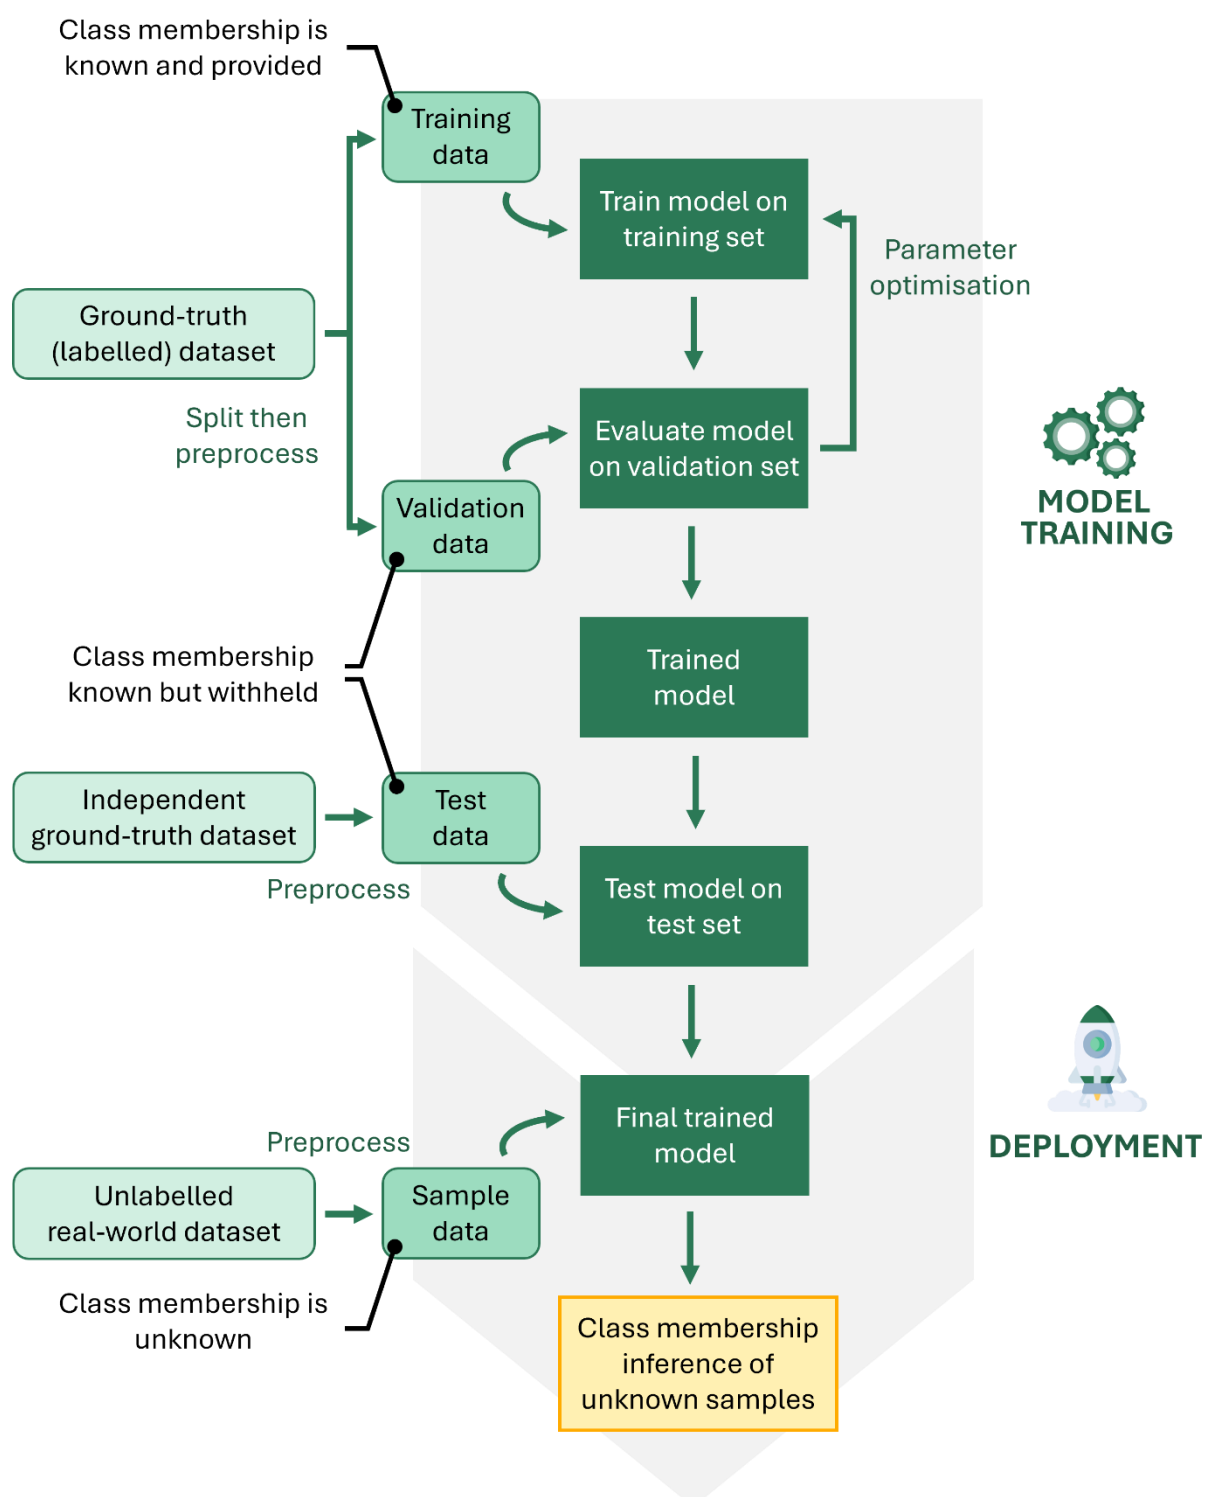 Class membership is
known and provided
Training
data
Train model on
training set
Parameter
optimisation
Ground-truth
(labelled) dataset
Split then
preprocess
Evaluate model
on validation set
Validation
data
MODEL
TRAINING
Class membership
known but withheld
Trained
model
Independent
ground-truth dataset
Test
data
Preprocess
Test model on
test set
Final trained
model
DEPLOYMENT
Preprocess
Unlabelled
real-world dataset
Sample
data
Class membership is
unknown
Class membership
inference of
unknown samples